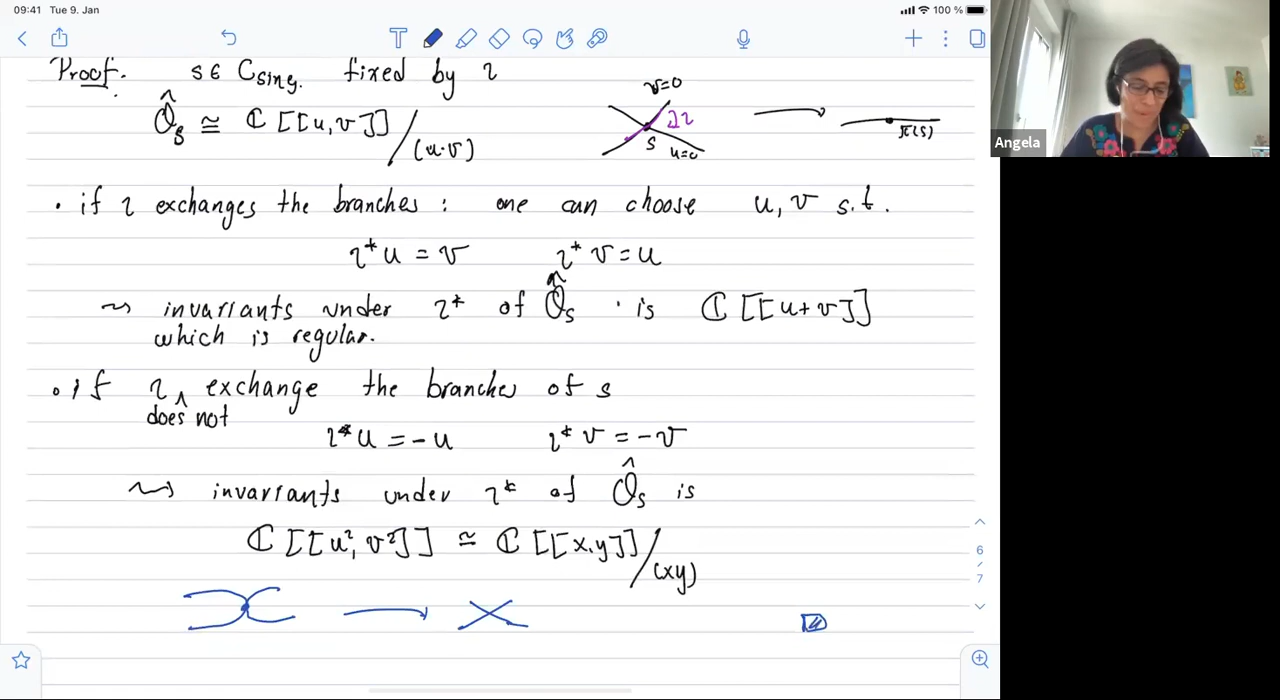 09:41 Tue 9. Jan 100 %
Proof. s ∈ C_sing. fixed by ι
Ô_s ≅ ℂ[[u,v]]/(u·v)
v=0
ι
s
u=0
π(s)
Angela
· if ι exchanges the branches : one can choose u, v s.t.
ι* u = v ι* v = u
⇝ invariants under ι* of Ô_s · is ℂ[[u+v]]
which is regular.
· if ι ∧ exchange the branches of s
does not
ι* u = -u ι* v = -v
⇝ invariants under ι* of Ô_s is
ℂ[[u², v²]] ≅ ℂ[[x,y]]/(xy)
6
/
7